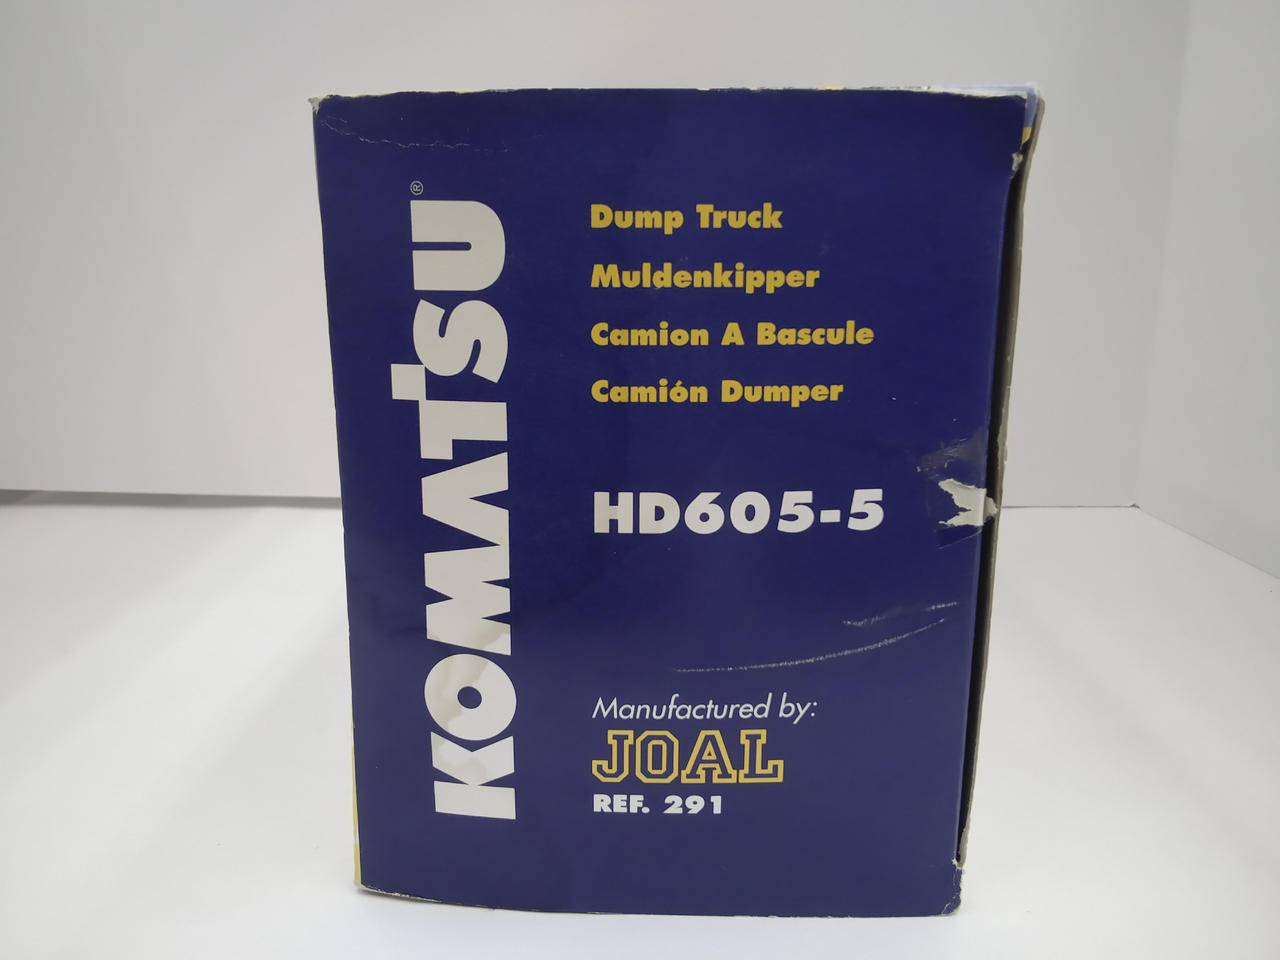 KOMATSU®
Dump Truck
Muldenkipper
Camion A Bascule
Camión Dumper
HD605-5
Manufactured by:
JOAL
REF. 291